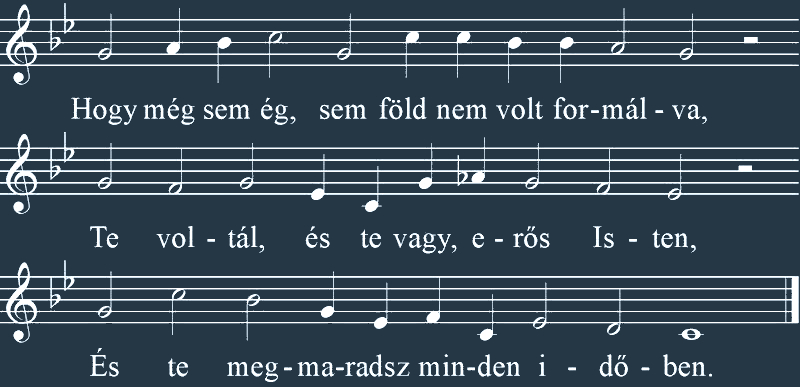 Hogy még sem ég, sem föld nem volt for-mál - va,
Te vol - tál, és te vagy, e - rős Is - ten,
És te meg-ma-radsz min-den i - dő - ben.